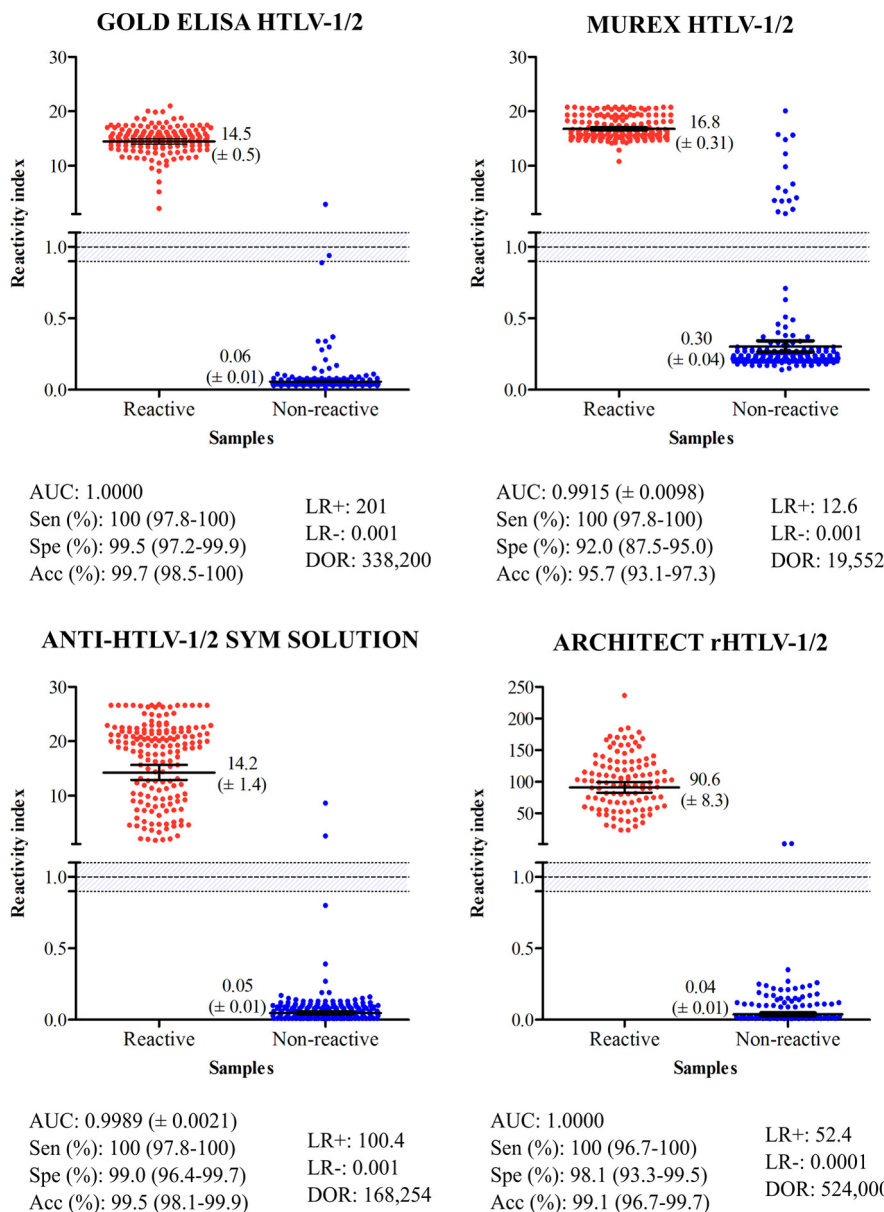 GOLD ELISA HTLV-1/2
Reactivity index
30
20
10
1.0
0.5
0.0
14.5
(± 0.5)
0.06
(± 0.01)
Reactive
Non-reactive
Samples
AUC: 1.0000
Sen (%): 100 (97.8-100)
Spe (%): 99.5 (97.2-99.9)
Acc (%): 99.7 (98.5-100)
LR+: 201
LR-: 0.001
DOR: 338,200
MUREX HTLV-1/2
Reactivity index
30
20
10
1.0
0.5
0.0
16.8
(± 0.31)
0.30
(± 0.04)
Reactive
Non-reactive
Samples
AUC: 0.9915 (± 0.0098)
Sen (%): 100 (97.8-100)
Spe (%): 92.0 (87.5-95.0)
Acc (%): 95.7 (93.1-97.3)
LR+: 12.6
LR-: 0.001
DOR: 19,552
ANTI-HTLV-1/2 SYM SOLUTION
Reactivity index
30
20
10
1.0
0.5
0.0
14.2
(± 1.4)
0.05
(± 0.01)
Reactive
Non-reactive
Samples
AUC: 0.9989 (± 0.0021)
Sen (%): 100 (97.8-100)
Spe (%): 99.0 (96.4-99.7)
Acc (%): 99.5 (98.1-99.9)
LR+: 100.4
LR-: 0.001
DOR: 168,254
ARCHITECT rHTLV-1/2
Reactivity index
250
200
150
100
50
1.0
0.5
0.0
90.6
(± 8.3)
0.04
(± 0.01)
Reactive
Non-reactive
Samples
AUC: 1.0000
Sen (%): 100 (96.7-100)
Spe (%): 98.1 (93.3-99.5)
Acc (%): 99.1 (96.7-99.7)
LR+: 52.4
LR-: 0.0001
DOR: 524,000